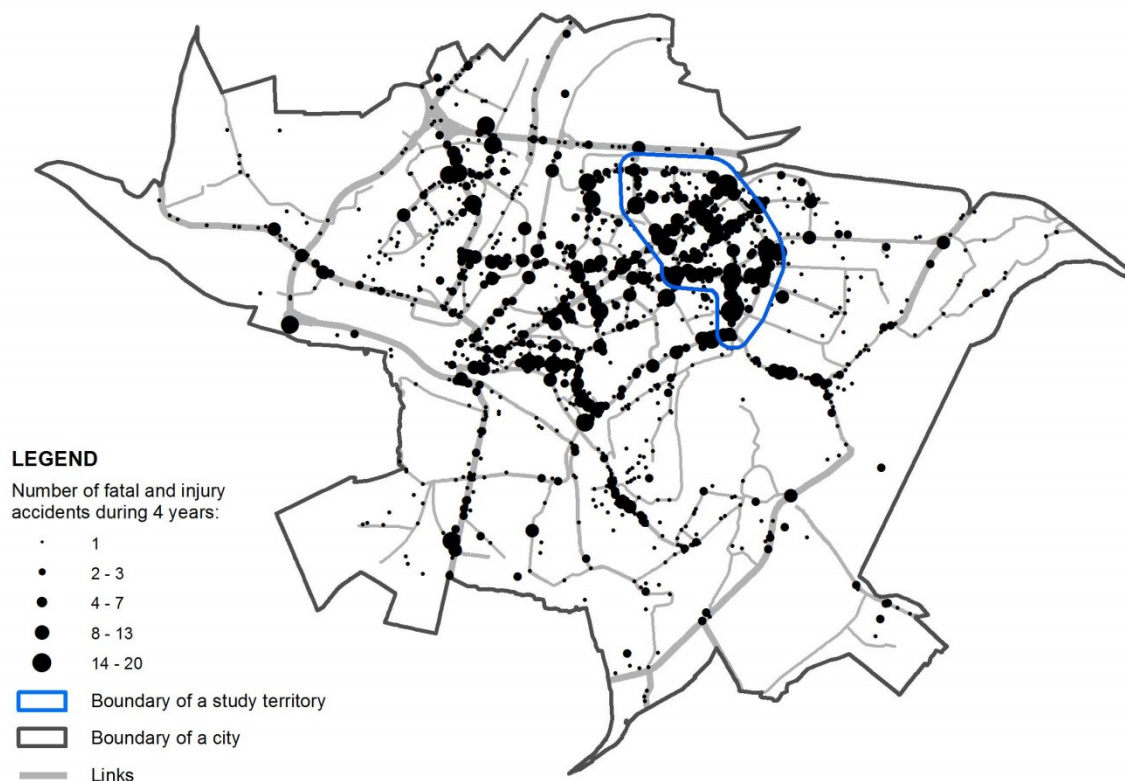 LEGEND
Number of fatal and injury
accidents during 4 years:
1
2 - 3
4 - 7
8 - 13
14 - 20
Boundary of a study territory
Boundary of a city
Links